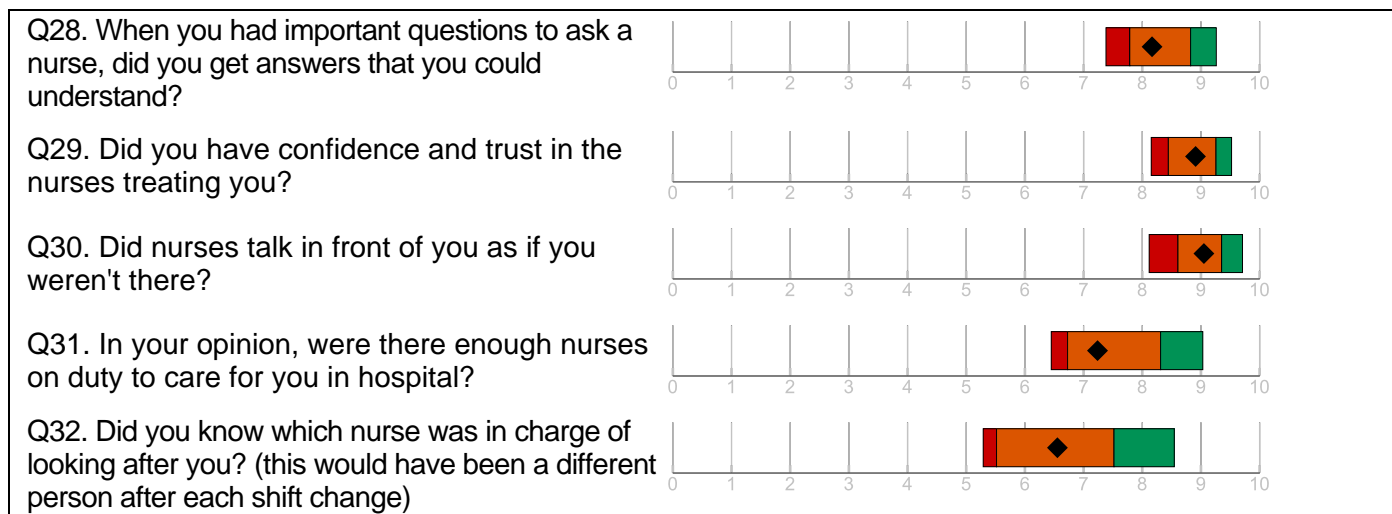 Q28. When you had important questions to ask a
nurse, did you get answers that you could
understand?
0 1 2 3 4 5 6 7 8 9 10
Q29. Did you have confidence and trust in the
nurses treating you?
0 1 2 3 4 5 6 7 8 9 10
Q30. Did nurses talk in front of you as if you
weren't there?
0 1 2 3 4 5 6 7 8 9 10
Q31. In your opinion, were there enough nurses
on duty to care for you in hospital?
0 1 2 3 4 5 6 7 8 9 10
Q32. Did you know which nurse was in charge of
looking after you? (this would have been a different
person after each shift change)
0 1 2 3 4 5 6 7 8 9 10